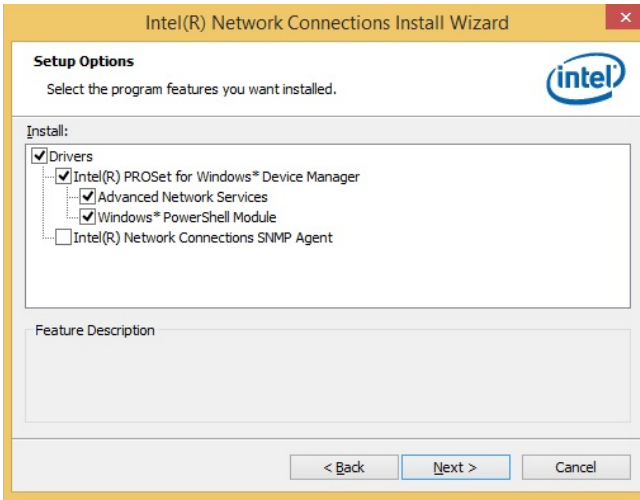 Intel(R) Network Connections Install Wizard
x
Setup Options
Select the program features you want installed.
intel
Install:
Drivers
Intel(R) PROSet for Windows* Device Manager
Advanced Network Services
Windows* PowerShell Module
Intel(R) Network Connections SNMP Agent
Feature Description
< Back
Next >
Cancel